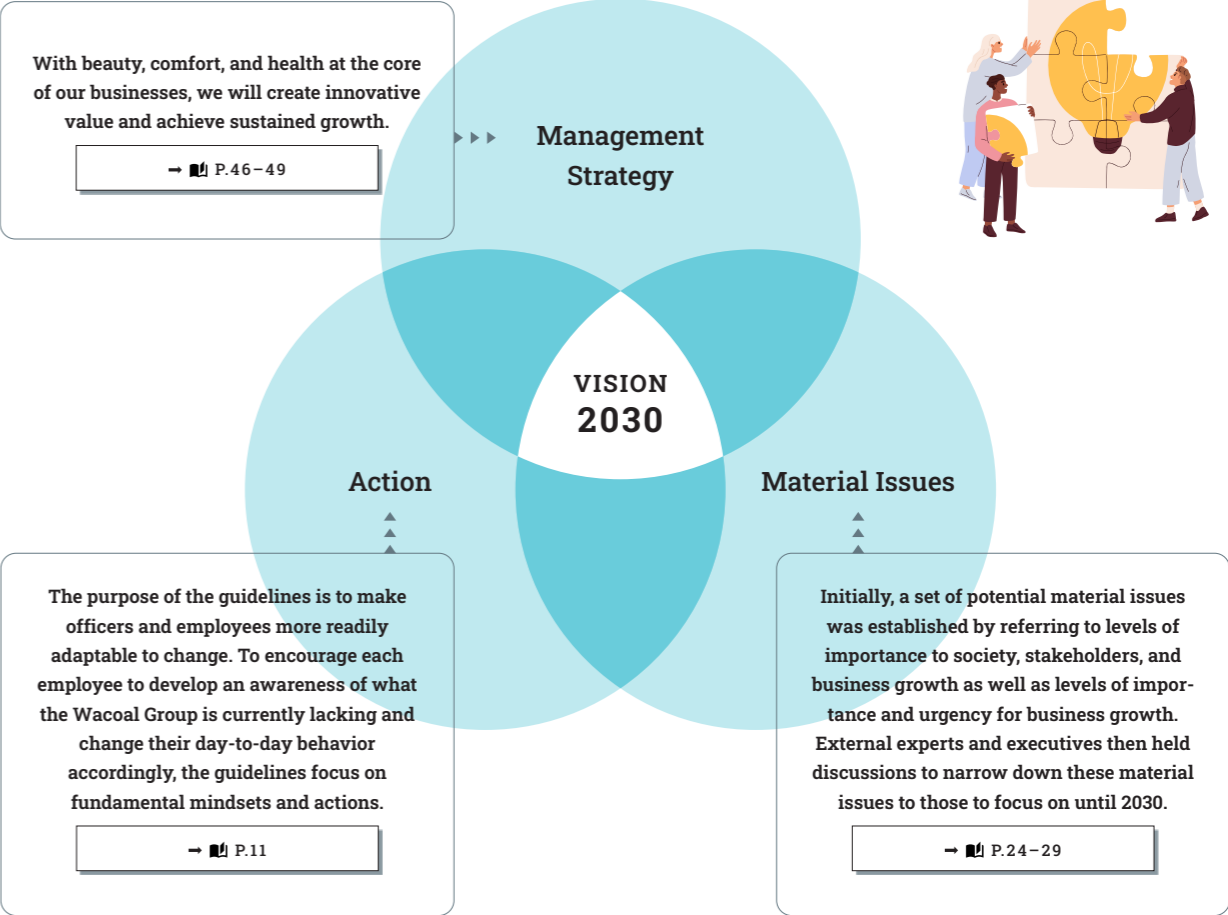 With beauty, comfort, and health at the core
of our businesses, we will create innovative
value and achieve sustained growth.
→ P.46–49
Management
Strategy
VISION
2030
Action
Material Issues
The purpose of the guidelines is to make
officers and employees more readily
adaptable to change. To encourage each
employee to develop an awareness of what
the Wacoal Group is currently lacking and
change their day-to-day behavior
accordingly, the guidelines focus on
fundamental mindsets and actions.
→ P.11
Initially, a set of potential material issues
was established by referring to levels of
importance to society, stakeholders, and
business growth as well as levels of impor-
tance and urgency for business growth.
External experts and executives then held
discussions to narrow down these material
issues to those to focus on until 2030.
→ P.24–29